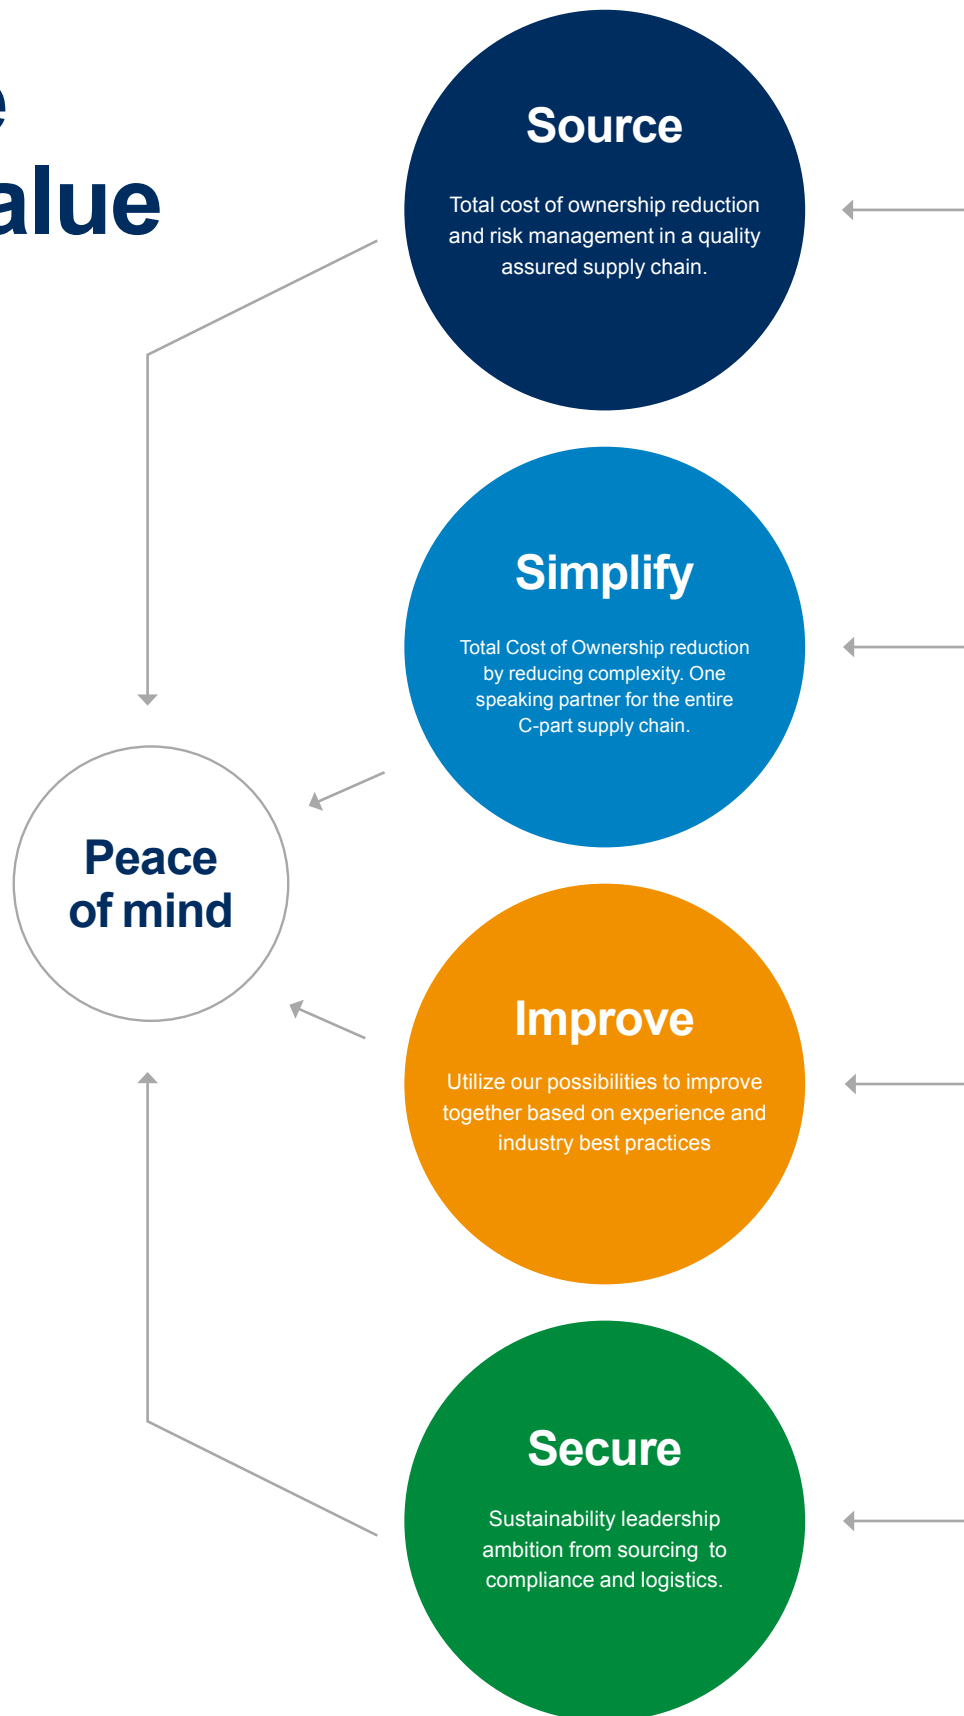 e
alue
Source
Total cost of ownership reduction
and risk management in a quality
assured supply chain.
Simplify
Total Cost of Ownership reduction
by reducing complexity. One
speaking partner for the entire
C-part supply chain.
Peace
of mind
Improve
Utilize our possibilities to improve
together based on experience and
industry best practices
Secure
Sustainability leadership
ambition from sourcing  to
compliance and logistics.